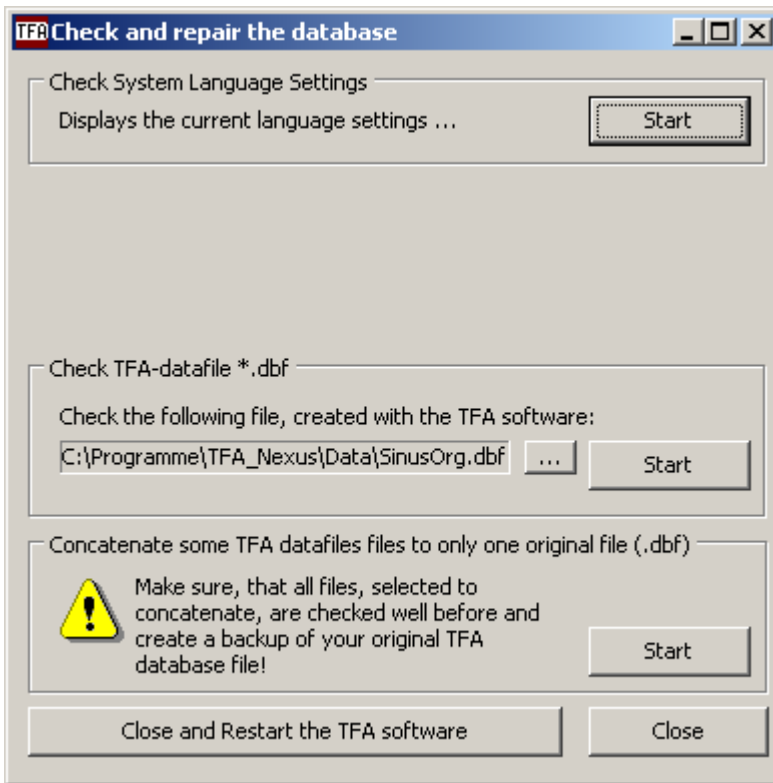 TFA Check and repair the database
Check System Language Settings
Displays the current language settings ...
Start
Check TFA-datafile *.dbf
Check the following file, created with the TFA software:
C:\Programme\TFA_Nexus\Data\SinusOrg.dbf
...
Start
Concatenate some TFA datafiles files to only one original file (.dbf)
Make sure, that all files, selected to
concatenate, are checked well before and
create a backup of your original TFA
database file!
Start
Close and Restart the TFA software
Close